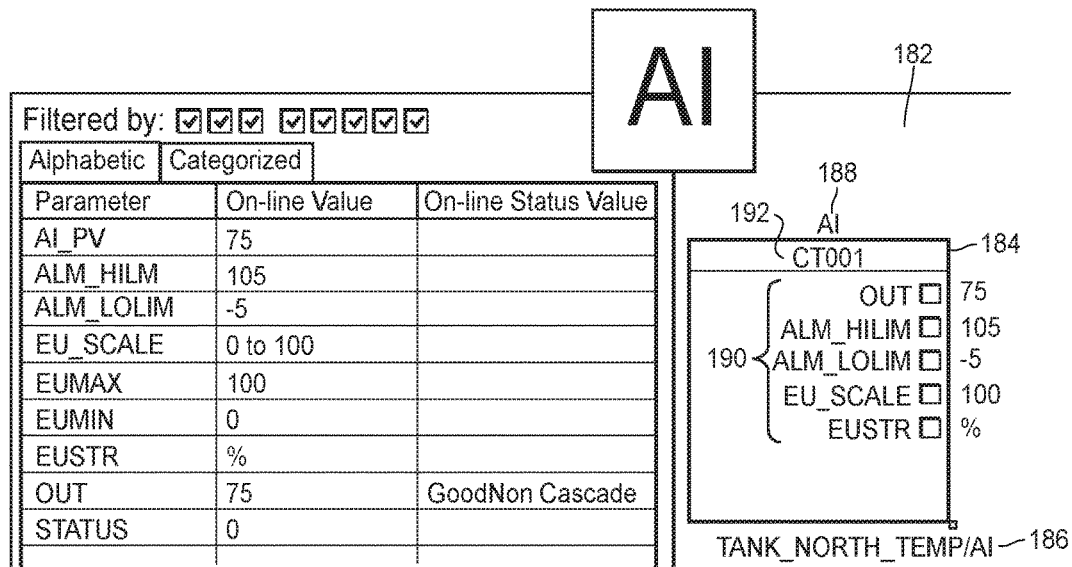 AI
182
Filtered by:
Alphabetic Categorized
Parameter On-line Value On-line Status Value
AI_PV 75
ALM_HILM 105
ALM_LOLIM -5
EU_SCALE 0 to 100
EUMAX 100
EUMIN 0
EUSTR %
OUT 75 GoodNon Cascade
STATUS 0
188
192 AI
CT001 184
OUT 75
ALM_HILIM 105
190 ALM_LOLIM -5
EU_SCALE 100
EUSTR %
TANK_NORTH_TEMP/AI 186